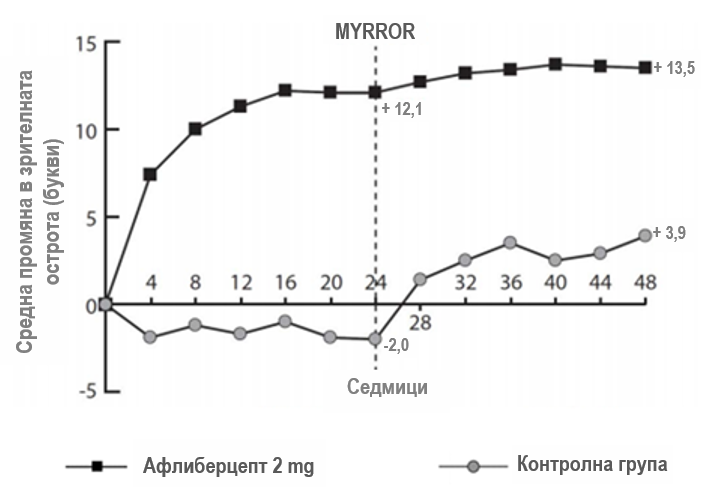 MYRROR
Средна промяна в зрителната
острота (букви)
15
10
5
0
-5
+ 13,5
+ 12,1
+ 3,9
-2,0
4 8 12 16 20 24 32 36 40 44 48
28
Седмици
Афлиберцепт 2 mg
Контролна група